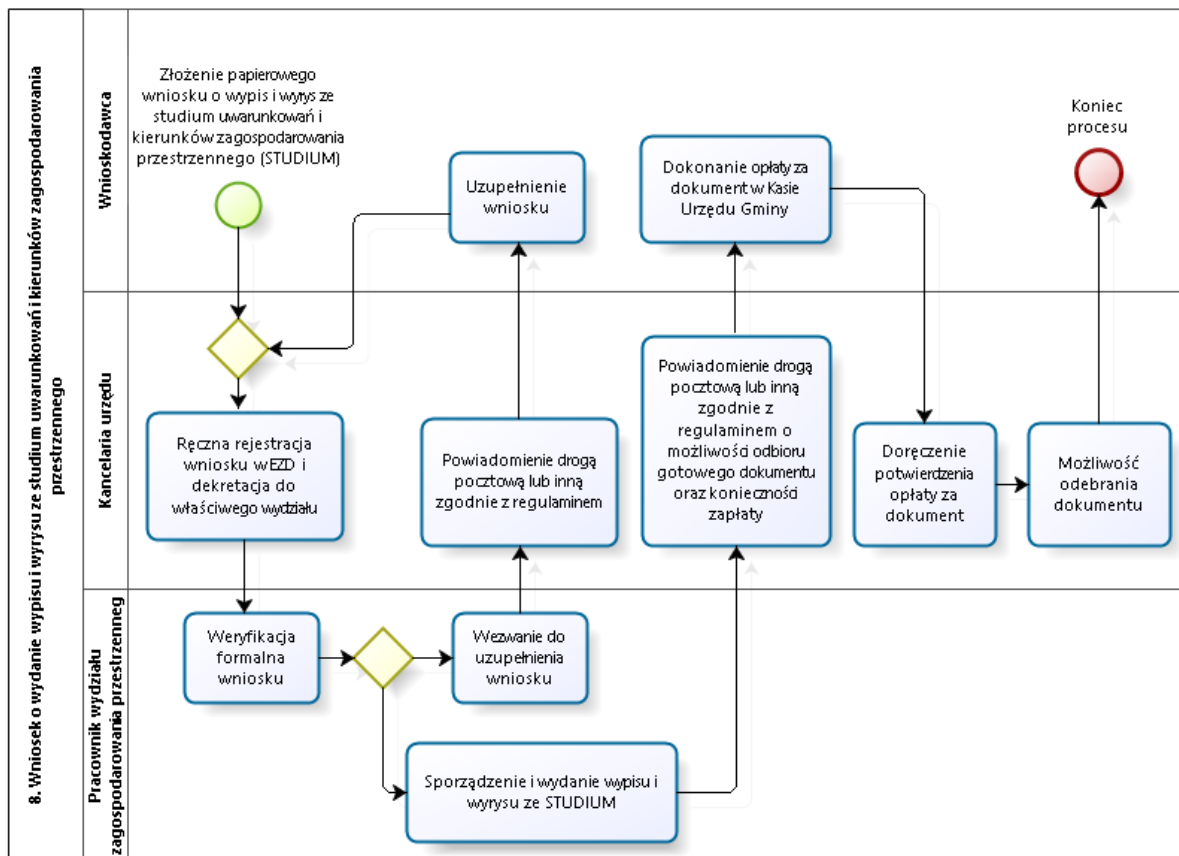 8. Wniosek o wydanie wypisu i wyrysu ze studium uwarunkowań i kierunków zagospodarowania
przestrzennego
Wnioskodawca
Złożenie papierowego
wniosku o wypis i wyrys ze
studium uwarunkowań i
kierunków zagospodarowania
przestrzennego (STUDIUM)
Uzupełnienie
wniosku
Dokonanie opłaty za
dokument w Kasie
Urzędu Gminy
Koniec
procesu
Kancelaria urzędu
Ręczna rejestracja
wniosku w EZD i
dekretacja do
właściwego wydziału
Powiadomienie drogą
pocztową lub inną
zgodnie z regulaminem
Powiadomienie drogą
pocztową lub inną
zgodnie z
regulaminem o
możliwości odbioru
gotowego dokumentu
oraz konieczności
zapłaty
Doręczenie
potwierdzenia
opłaty za
dokument
Możliwość
odebrania
dokumentu
Pracownik wydziału
zagospodarowania przestrzenneg
Weryfikacja
formalna
wniosku
Wezwanie do
uzupełnienia
wniosku
Sporządzenie i wydanie wypisu i
wyrysu ze STUDIUM